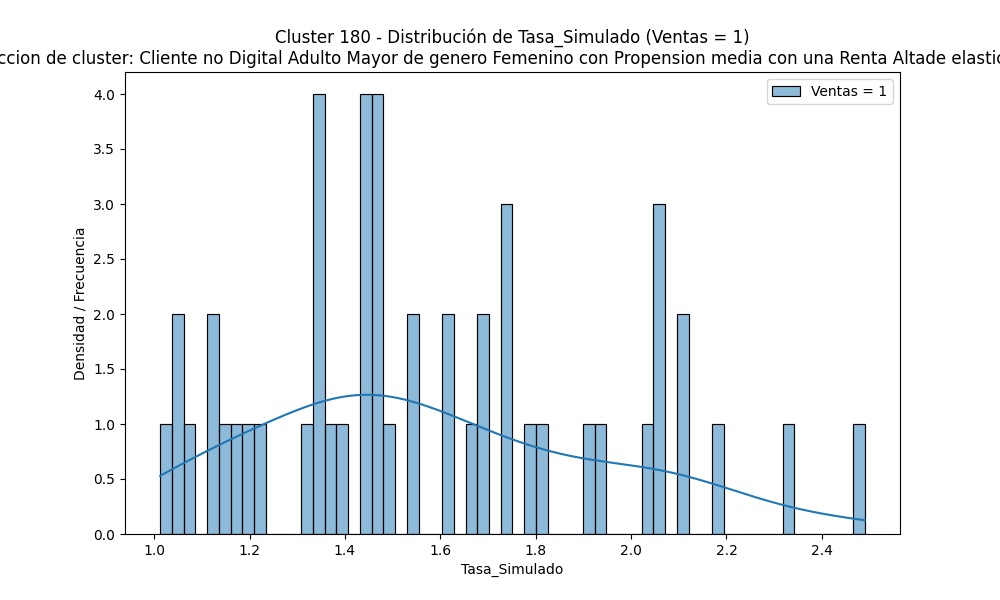 Cluster 180 - Distribución de Tasa_Simulado (Ventas = 1)
ccion de cluster: Cliente no Digital Adulto Mayor de genero Femenino con Propension media con una Renta Altade elastic
Ventas = 1
4.0
3.5
3.0
2.5
2.0
1.5
1.0
0.5
0.0
Densidad / Frecuencia
1.0 1.2 1.4 1.6 1.8 2.0 2.2 2.4
Tasa_Simulado